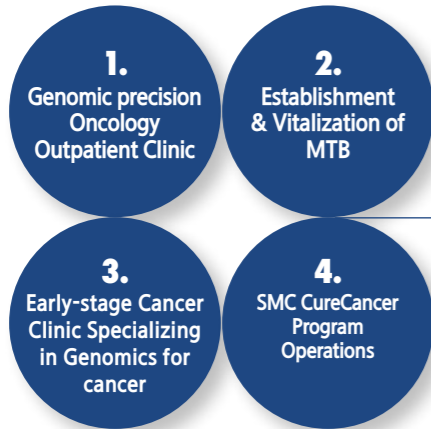 1.
Genomic precision
Oncology
Outpatient Clinic
2.
Establishment
& Vitalization of
MTB
3.
Early-stage Cancer
Clinic Specializing
in Genomics for
cancer
4.
SMC CureCancer
Program
Operations